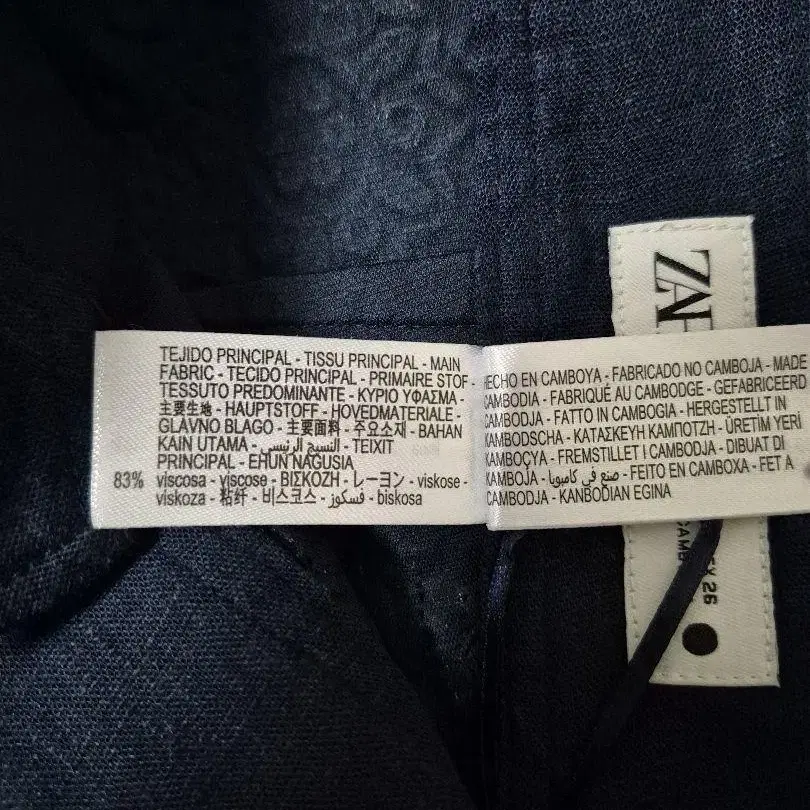 TEJIDO PRINCIPAL - TISSU PRINCIPAL - MAIN
FABRIC - TECIDO PRINCIPAL - PRIMAIRE STOF -
TESSUTO PREDOMINANTE - ΚΥΡΙΟ ΥΦΑΣΜΑ -
主要生地 - HAUPTSTOFF - HOVEDMATERIALE -
GLAVNO BLAGO - 主要面料 - 주요소재 - BAHAN
KAIN UTAMA - النسيج الرئيسي - TEIXIT
PRINCIPAL - EHUN NAGUSIA
83% viscosa - viscose - ΒΙΣΚΟΖΗ - レーヨン - viskose -
viskoza - 粘纤 - 비스코스 - فسكوز - biskosa
HECHO EN CAMBOYA - FABRICADO NO CAMBOJA - MADE
CAMBODIA - FABRIQUÉ AU CAMBODGE - GEFABRICEERD
CAMBODJA - FATTO IN CAMBOGIA - HERGESTELLT IN
KAMBODSCHA - ΚΑΤΑΣΚΕΥΗ ΚΑΜΠΟΤΖΗ - ÜRETİM YERİ
KAMBOÇYA - FREMSTILLET I CAMBODJA - DIBUAT DI
KAMBOJA - صنع في كامبوديا - FEITO EN CAMBOXA - FET A
CAMBODJA - KANBODIAN EGINA
ZA
26